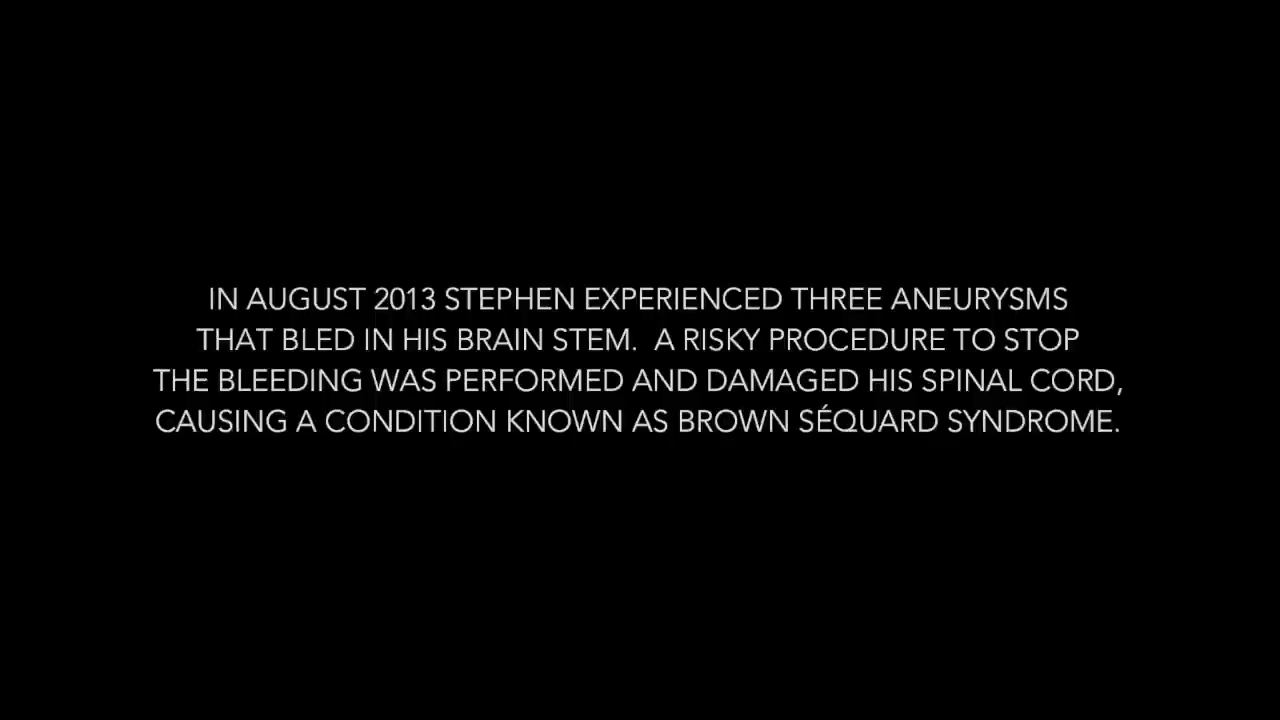 IN AUGUST 2013 STEPHEN EXPERIENCED THREE ANEURYSMS
THAT BLED IN HIS BRAIN STEM.  A RISKY PROCEDURE TO STOP
THE BLEEDING WAS PERFORMED AND DAMAGED HIS SPINAL CORD,
CAUSING A CONDITION KNOWN AS BROWN SÉQUARD SYNDROME.